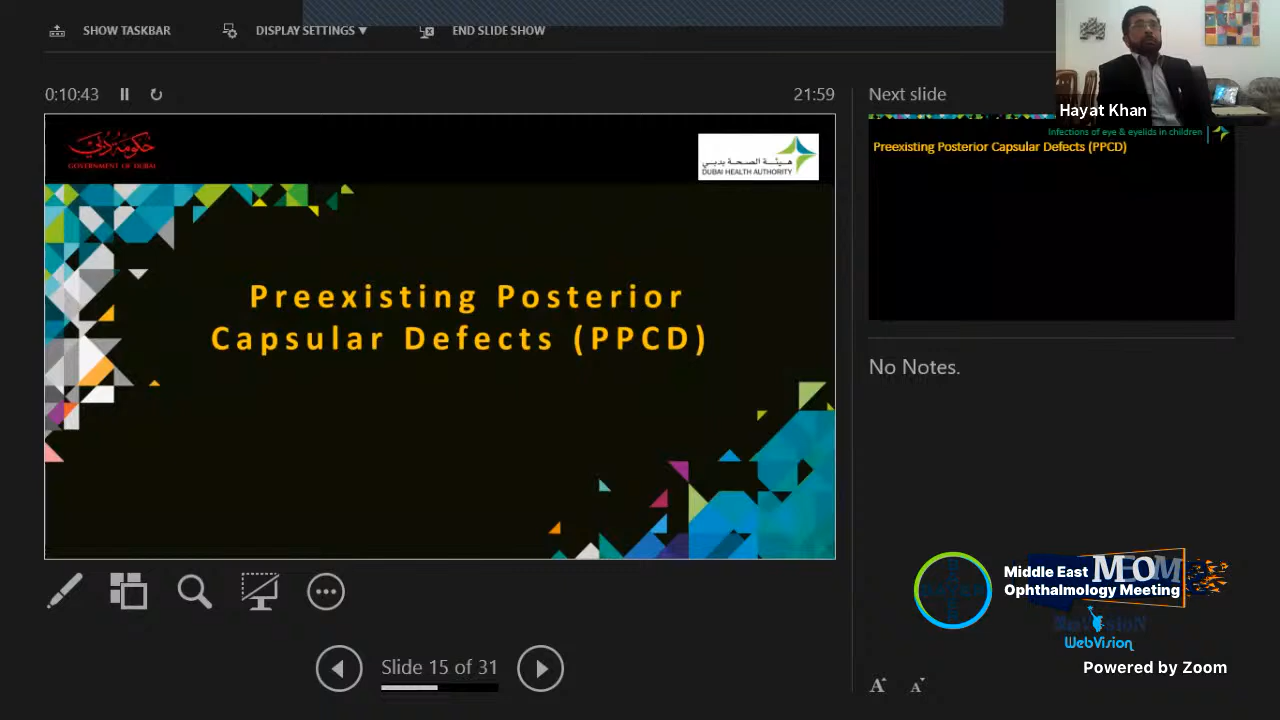 SHOW TASKBAR
DISPLAY SETTINGS ▼
END SLIDE SHOW
0:10:43
21:59
Next slide
Hayat Khan
حكومة دبي
GOVERNMENT OF DUBAI
هيئة الصحة بدبي
DUBAI HEALTH AUTHORITY
Preexisting Posterior
Capsular Defects (PPCD)
Infections of eye & eyelids in children
Preexisting Posterior Capsular Defects (PPCD)
No Notes.
Slide 15 of 31
Middle East
Ophthalmology Meeting
MEOM
WebVision
Powered by Zoom
A
A